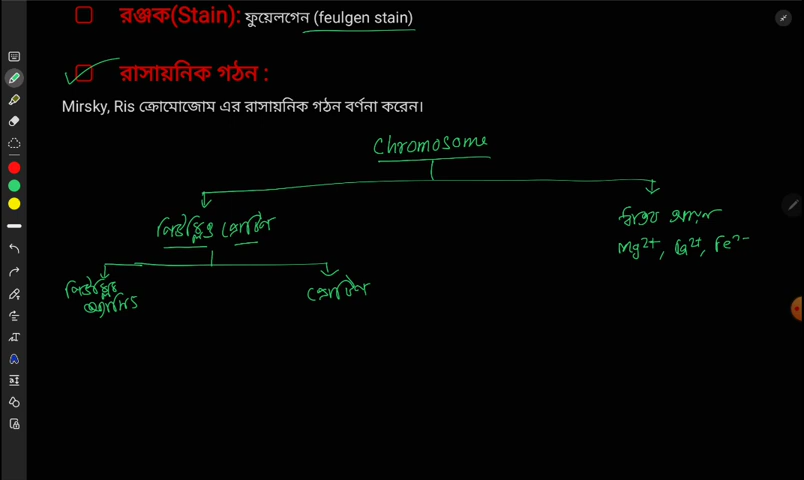 রঞ্জক(Stain): ফুয়েলগেন (feulgen stain)
রাসায়নিক গঠন :
Mirsky, Ris ক্রোমোজোম এর রাসায়নিক গঠন বর্ণনা করেন।
Chromosome
নিউক্লিও প্রোটিন
Mg²⁺, Ca²⁺, Fe²⁺
নিউক্লিক
এসিড
প্রোটিন